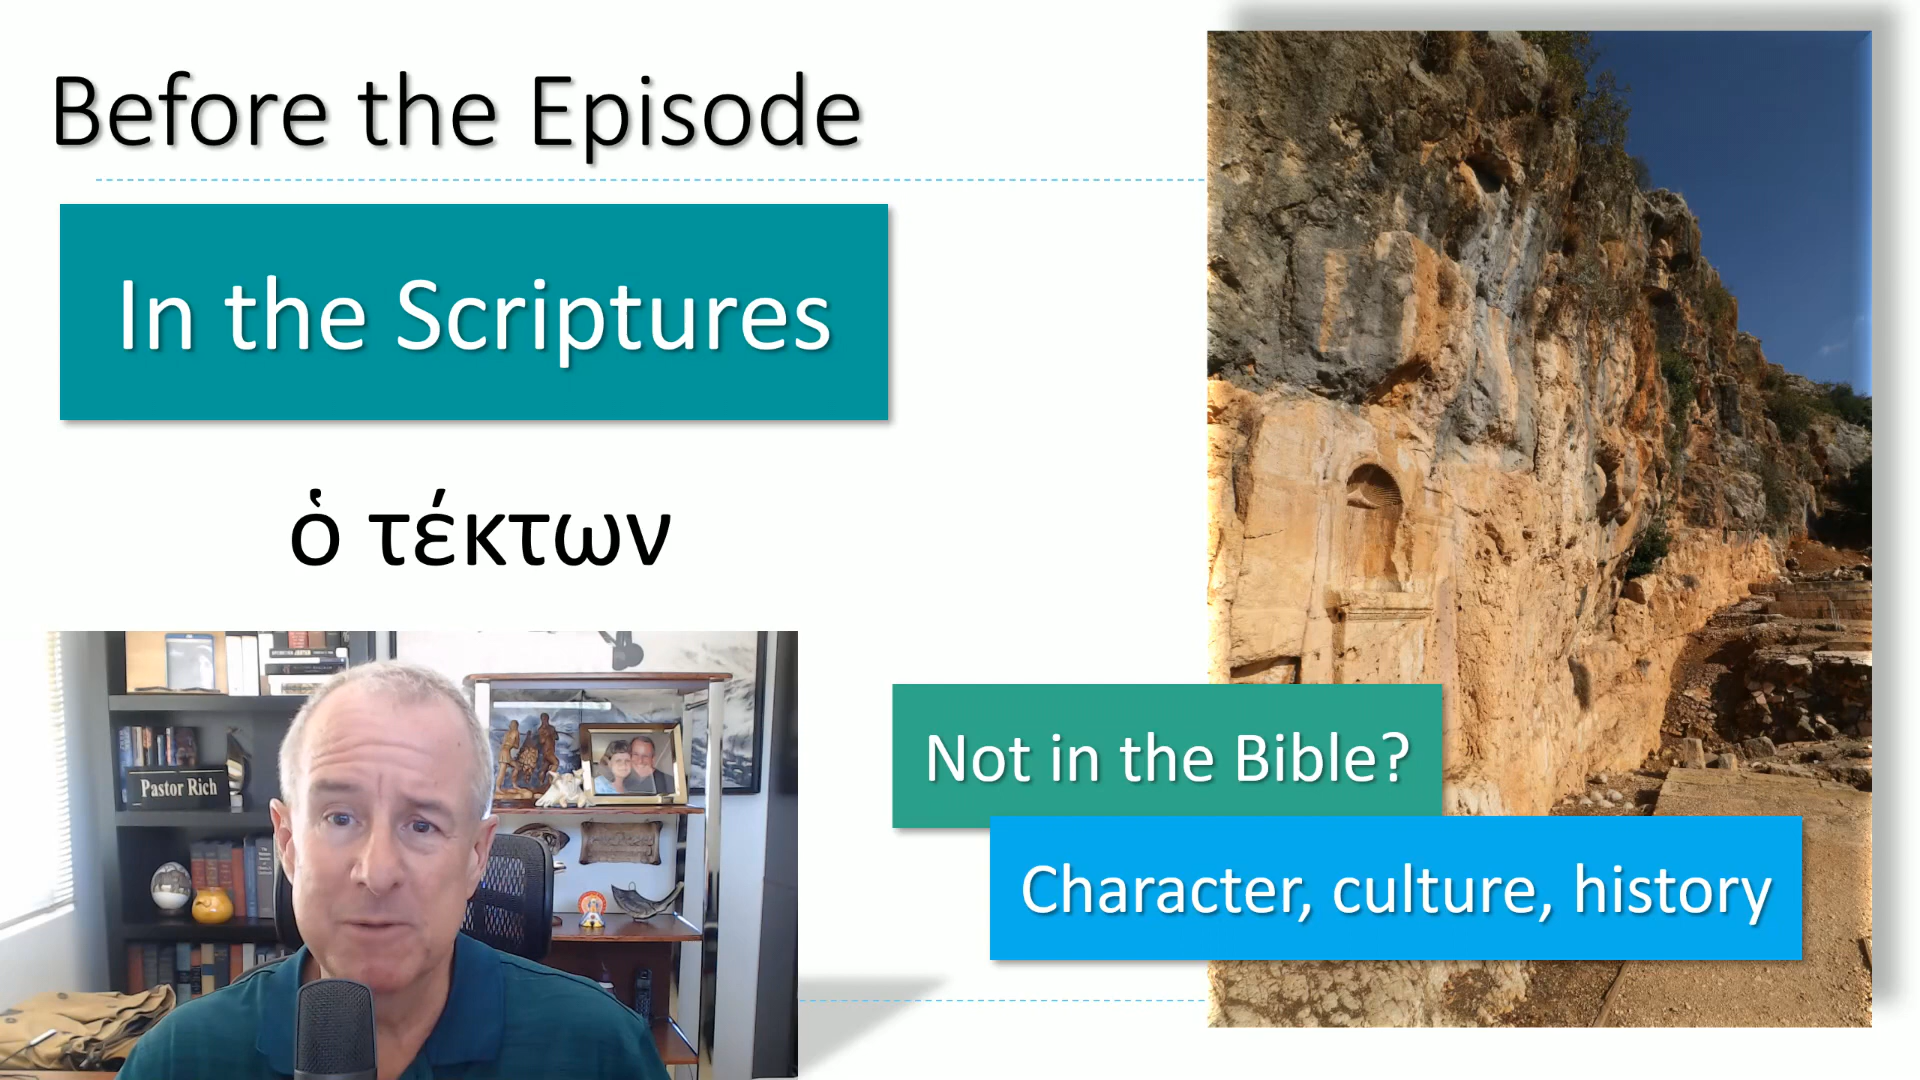 Before the Episode
In the Scriptures
ὁ τέκτων
Pastor Rich
Not in the Bible?
Character, culture, history